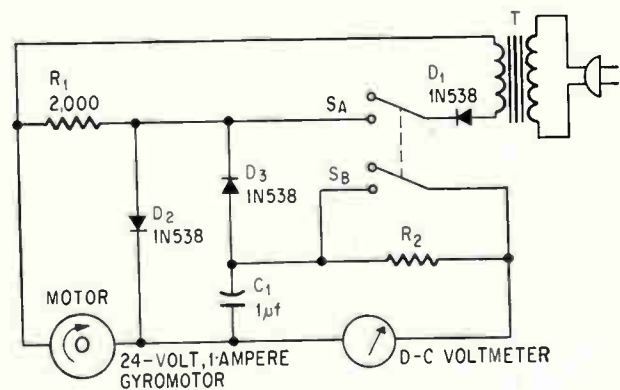 T
R1
2,000
D1
1N538
SA
D3
1N538
SB
D2
1N538
R2
C1
1µf
MOTOR
24-VOLT, 1-AMPERE
GYROMOTOR
D-C VOLTMETER